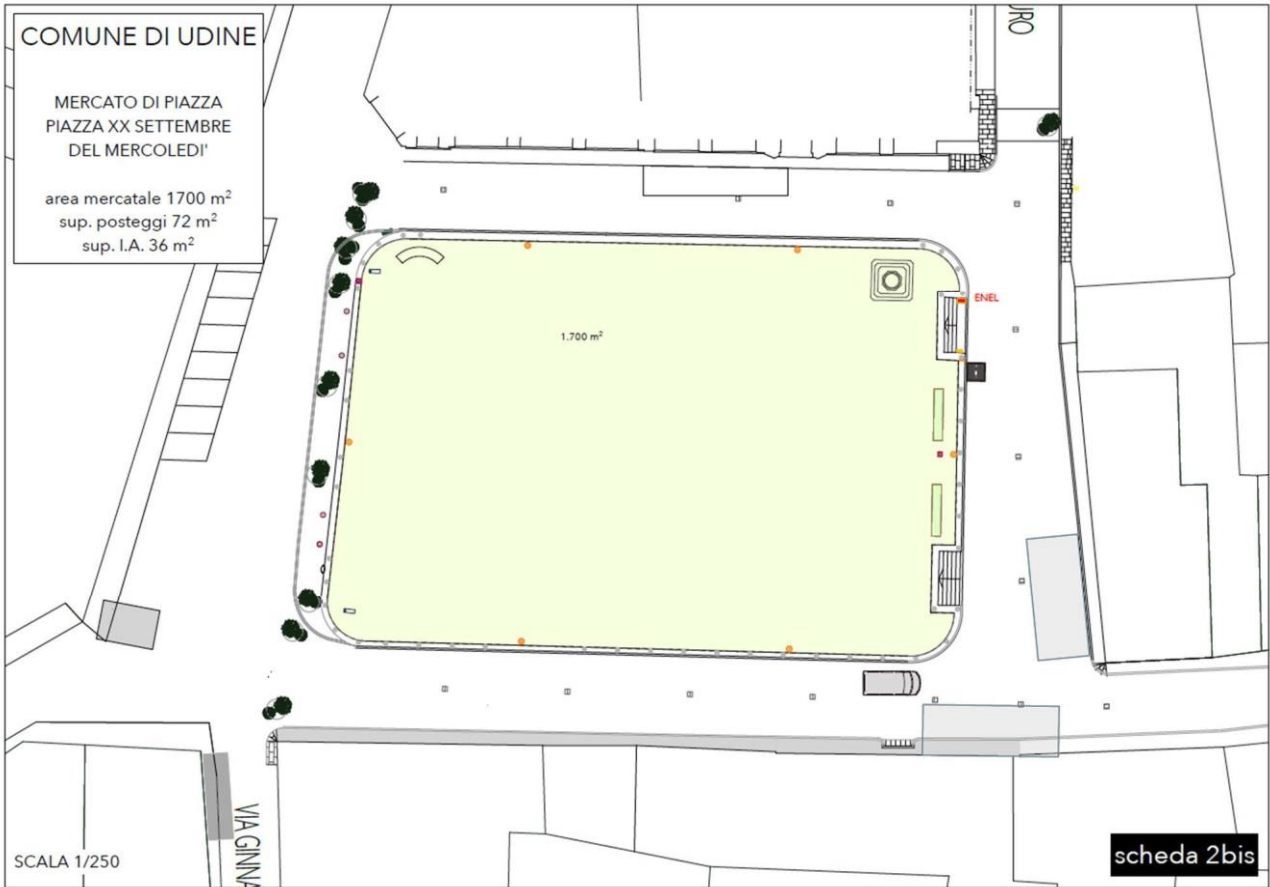 COMUNE DI UDINE
MERCATO DI PIAZZA
PIAZZA XX SETTEMBRE
DEL MERCOLEDI'
area mercatale 1700 m²
sup. posteggi 72 m²
sup. I.A. 36 m²
URO
ENEL
1.700 m²
VIA GINNA
SCALA 1/250
scheda 2bis